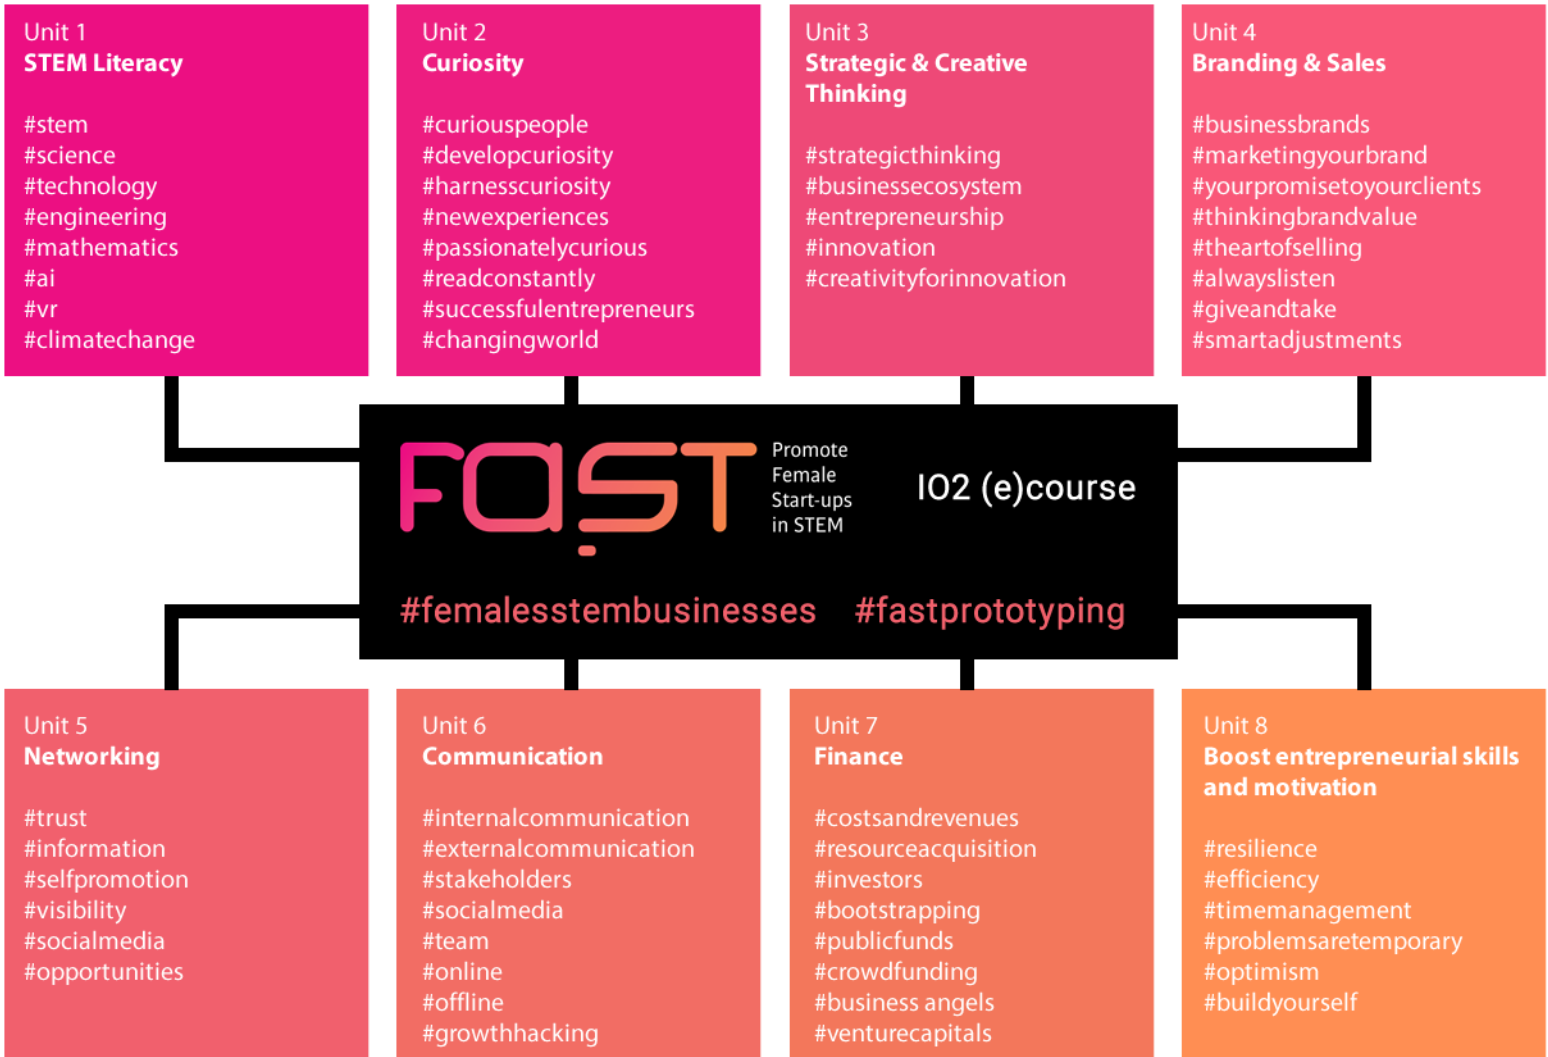 Unit 1
STEM Literacy
#stem
#science
#technology
#engineering
#mathematics
#ai
#vr
#climatechange
Unit 2
Curiosity
#curiouspeople
#developcuriosity
#harnesscuriosity
#newexperiences
#passionatelycurious
#readconstantly
#successfulentrepreneurs
#changingworld
Unit 3
Strategic & Creative
Thinking
#strategicthinking
#businessecosystem
#entrepreneurship
#innovation
#creativityforinnovation
Unit 4
Branding & Sales
#businessbrands
#marketingyourbrand
#yourpromisetoyourclients
#thinkingbrandvalue
#theartofselling
#alwayslisten
#giveandtake
#smartadjustments
FaST
Promote
Female
Start-ups
in STEM
IO2 (e)course
#femalesstembusinesses #fastprototyping
Unit 5
Networking
#trust
#information
#selfpromotion
#visibility
#socialmedia
#opportunities
Unit 6
Communication
#internalcommunication
#externalcommunication
#stakeholders
#socialmedia
#team
#online
#offline
#growthhacking
Unit 7
Finance
#costsandrevenues
#resourceacquisition
#investors
#bootstrapping
#publicfunds
#crowdfunding
#business angels
#venturecapitals
Unit 8
Boost entrepreneurial skills
and motivation
#resilience
#efficiency
#timemanagement
#problemsaretemporary
#optimism
#buildyourself